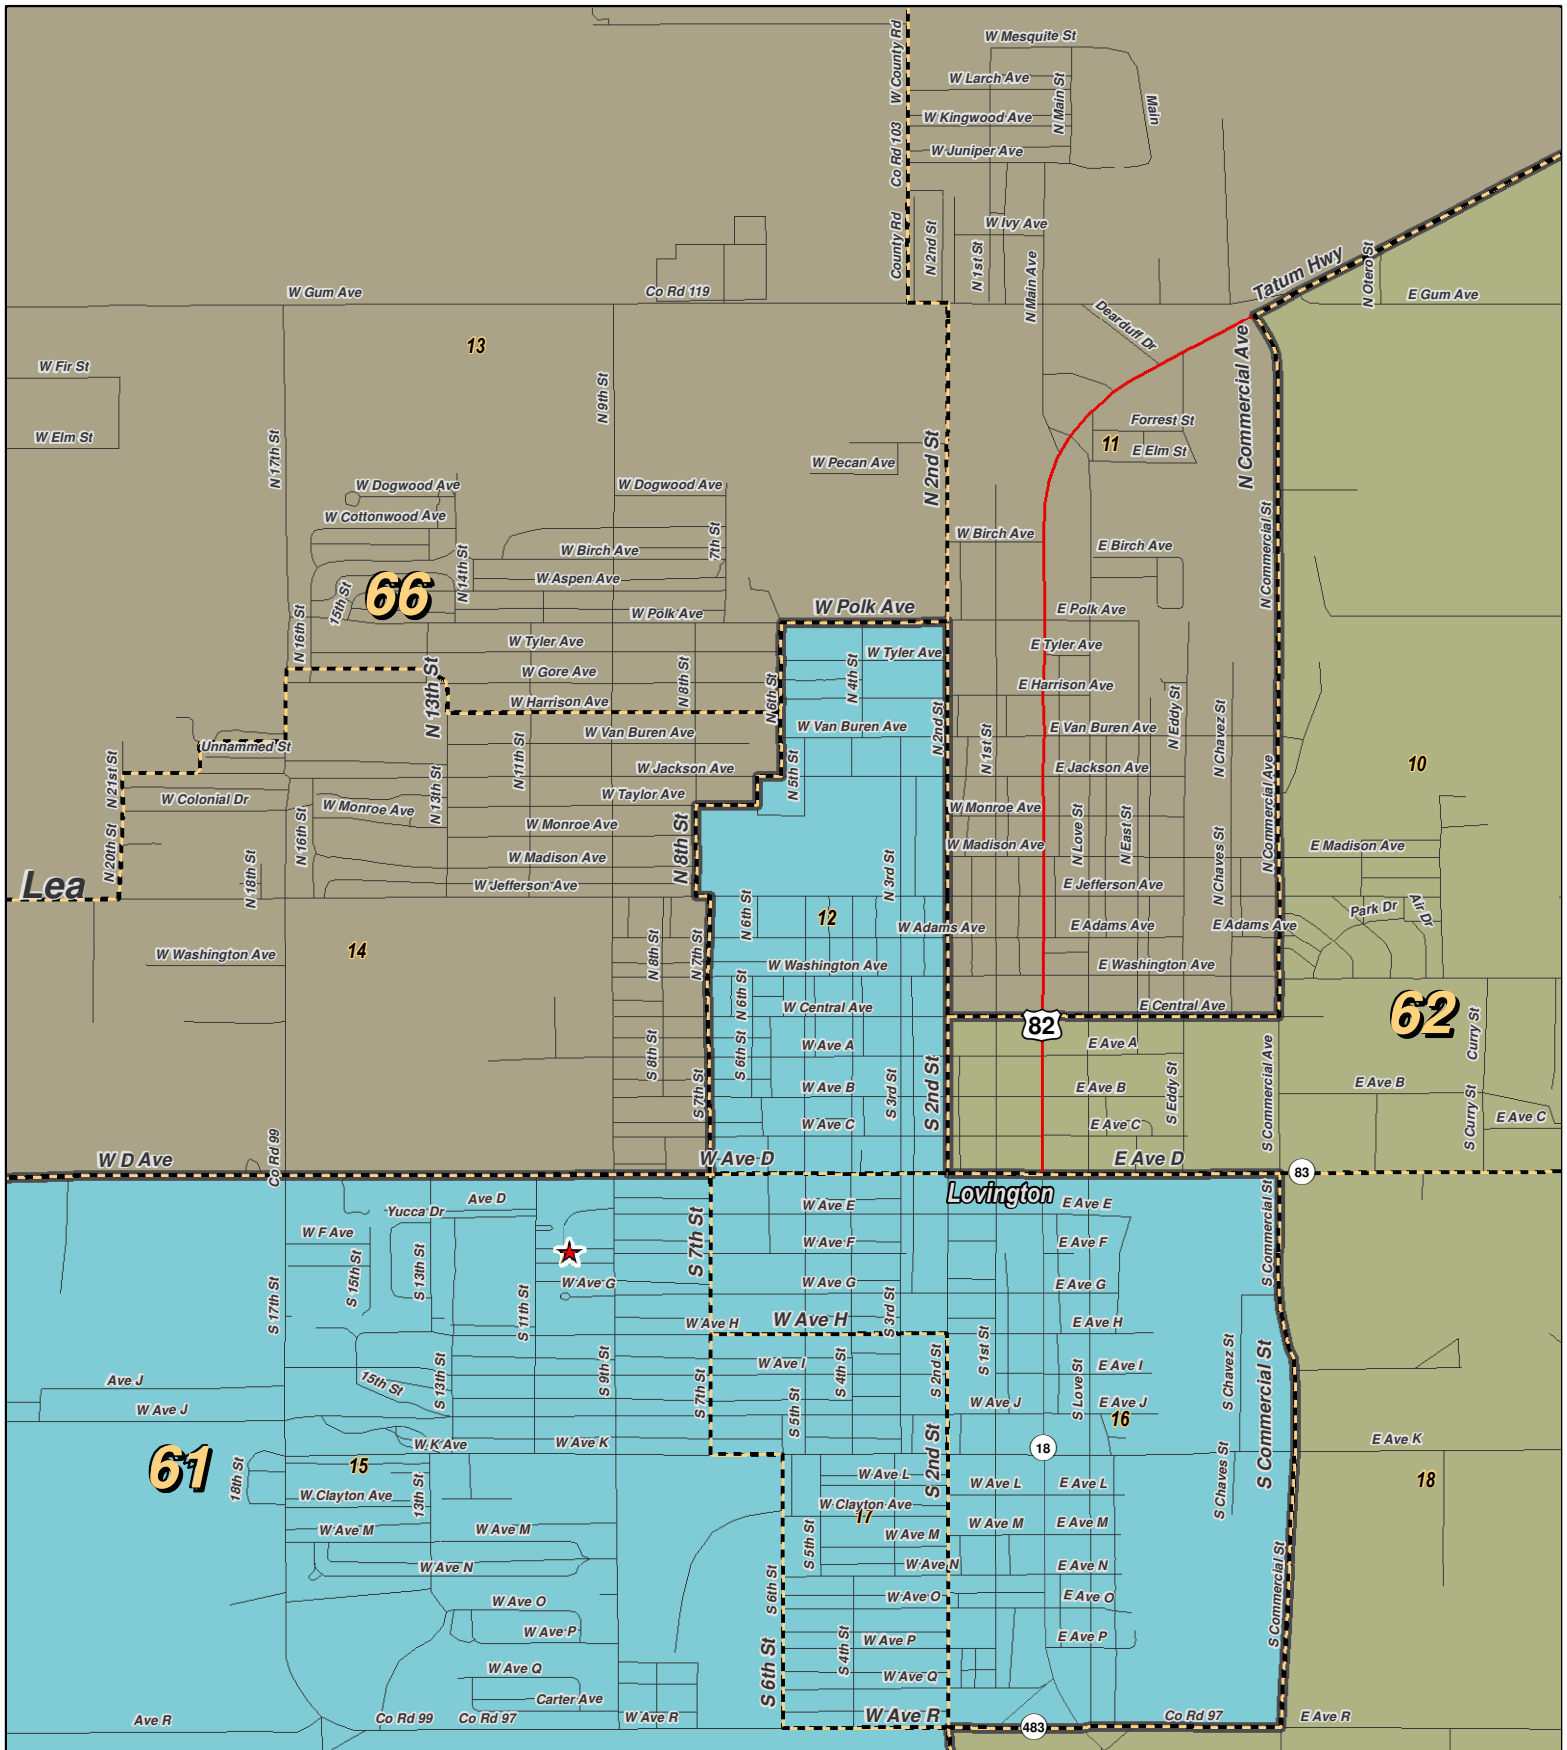 W Mesquite St
W County Rd
W Larch Ave
N Main St
Main
W Kingwood Ave
Co Rd 103
W Juniper Ave
County Rd
N 2nd St
W Ivy Ave
N 1st St
N Main Ave
Tatum Hwy
N Otero St
W Gum Ave
Co Rd 119
E Gum Ave
Dearduff Dr
13
N Commercial Ave
W Fir St
N 9th St
Forrest St
W Elm St
N 17th St
11
E Elm St
W Pecan Ave
N 2nd St
W Dogwood Ave
W Dogwood Ave
W Cottonwood Ave
7th St
N Commercial St
W Birch Ave
E Birch Ave
W Birch Ave
N 14th St
W Aspen Ave
66
15th St
W Polk Ave
W Polk Ave
E Polk Ave
N 16th St
W Tyler Ave
W Tyler Ave
E Tyler Ave
W Gore Ave
N 8th St
N 4th St
E Harrison Ave
N 13th St
W Harrison Ave
N 6th St
N Eddy St
W Van Buren Ave
W Van Buren Ave
N 2nd St
E Van Buren Ave
N Chavez St
Unnammed St
N 1st St
N 21st St
N 11th St
W Jackson Ave
N 5th St
E Jackson Ave
10
W Colonial Dr
W Monroe Ave
N 13th St
W Taylor Ave
W Monroe Ave
N Commercial Ave
W Monroe Ave
N Love St
N East St
N 20th St
N 16th St
N 8th St
W Madison Ave
W Madison Ave
N Chaves St
E Madison Ave
Lea
N 18th St
W Jefferson Ave
N 3rd St
E Jefferson Ave
N 6th St
12
W Adams Ave
E Adams Ave
E Adams Ave
Park Dr
Air Dr
14
W Washington Ave
N 8th St
N 7th St
W Washington Ave
E Washington Ave
N 6th St
W Central Ave
E Central Ave
62
82
Curry St
S 8th St
S 6th St
W Ave A
E Ave A
S Commercial Ave
S 7th St
W Ave B
S 3rd St
S 2nd St
E Ave B
S Eddy St
E Ave B
W Ave C
E Ave C
S Curry St
E Ave C
Co Rd 99
W D Ave
W Ave D
E Ave D
83
Lovington
Ave D
Yucca Dr
W Ave E
E Ave E
S Commercial St
W F Ave
S 7th St
W Ave F
E Ave F
S 15th St
S 13th St
W Ave G
W Ave G
E Ave G
S 17th St
S 11th St
W Ave H
W Ave H
S 3rd St
E Ave H
S 9th St
W Ave I
S 4th St
S 2nd St
S 1st St
E Ave I
S Chavez St
S Commercial St
Ave J
15th St
S 13th St
S 7th St
S Love St
W Ave J
S 5th St
W Ave J
E Ave J
16
W K Ave
W Ave K
18
E Ave K
61
15
18th St
W Ave L
S 2nd St
W Ave L
E Ave L
S Chaves St
18
W Clayton Ave
13th St
W Clayton Ave
17
W Ave M
W Ave M
S 5th St
W Ave M
W Ave M
E Ave M
W Ave N
W Ave N
E Ave N
S Commercial St
S 6th St
W Ave O
W Ave O
E Ave O
W Ave P
S 4th St
W Ave P
E Ave P
W Ave Q
S 6th St
W Ave Q
Carter Ave
Ave R
Co Rd 99
Co Rd 97
W Ave R
W Ave R
483
Co Rd 97
E Ave R